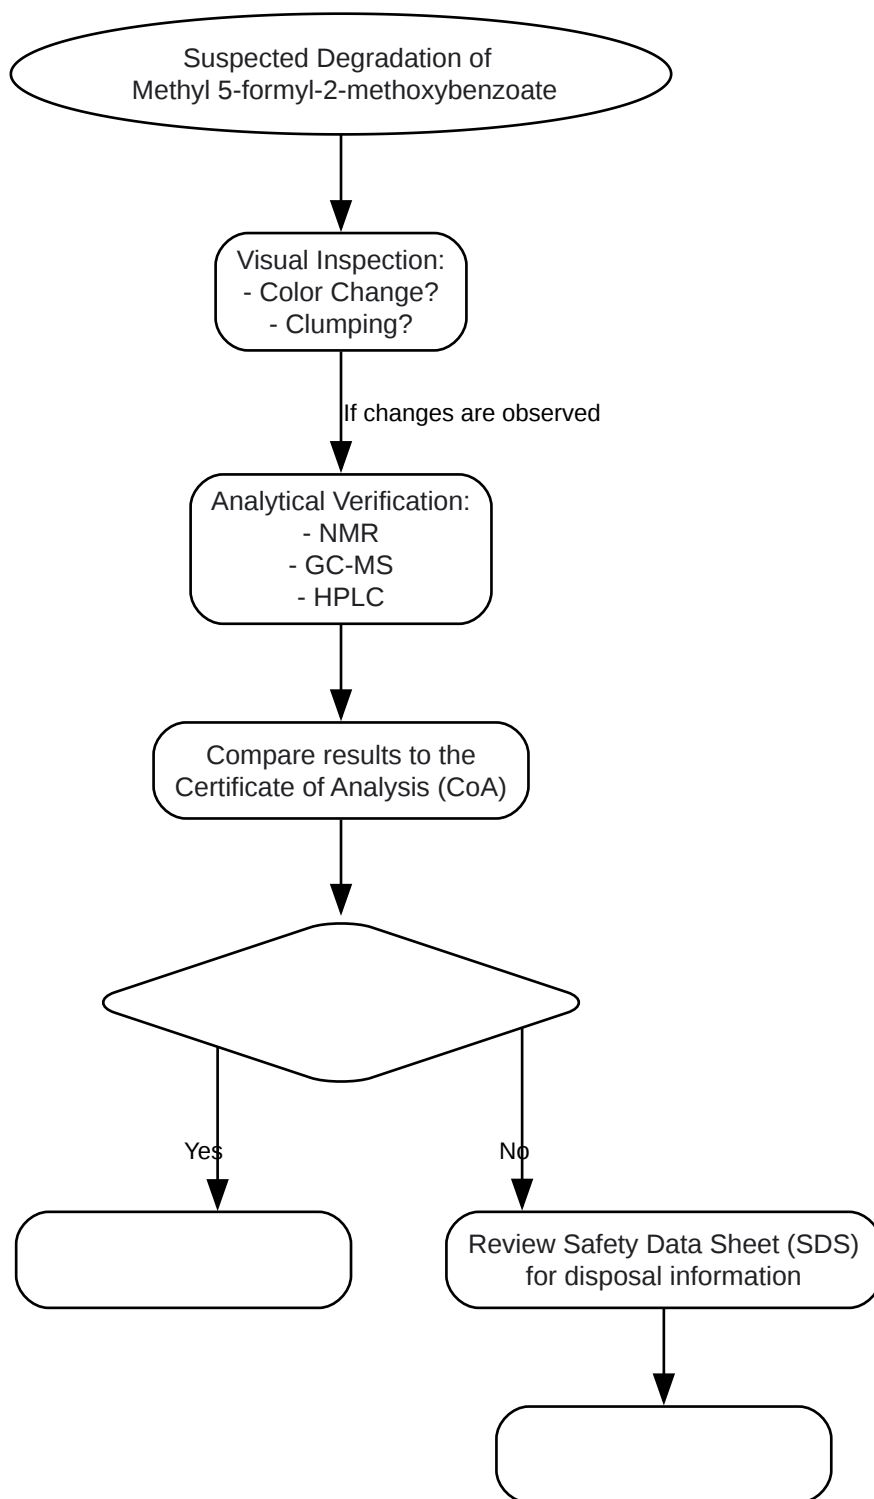 Suspected Degradation of
Methyl 5-formyl-2-methoxybenzoate
Visual Inspection:
- Color Change?
- Clumping?
If changes are observed
Analytical Verification:
- NMR
- GC-MS
- HPLC
Compare results to the
Certificate of Analysis (CoA)
Yes
No
Review Safety Data Sheet (SDS)
for disposal information